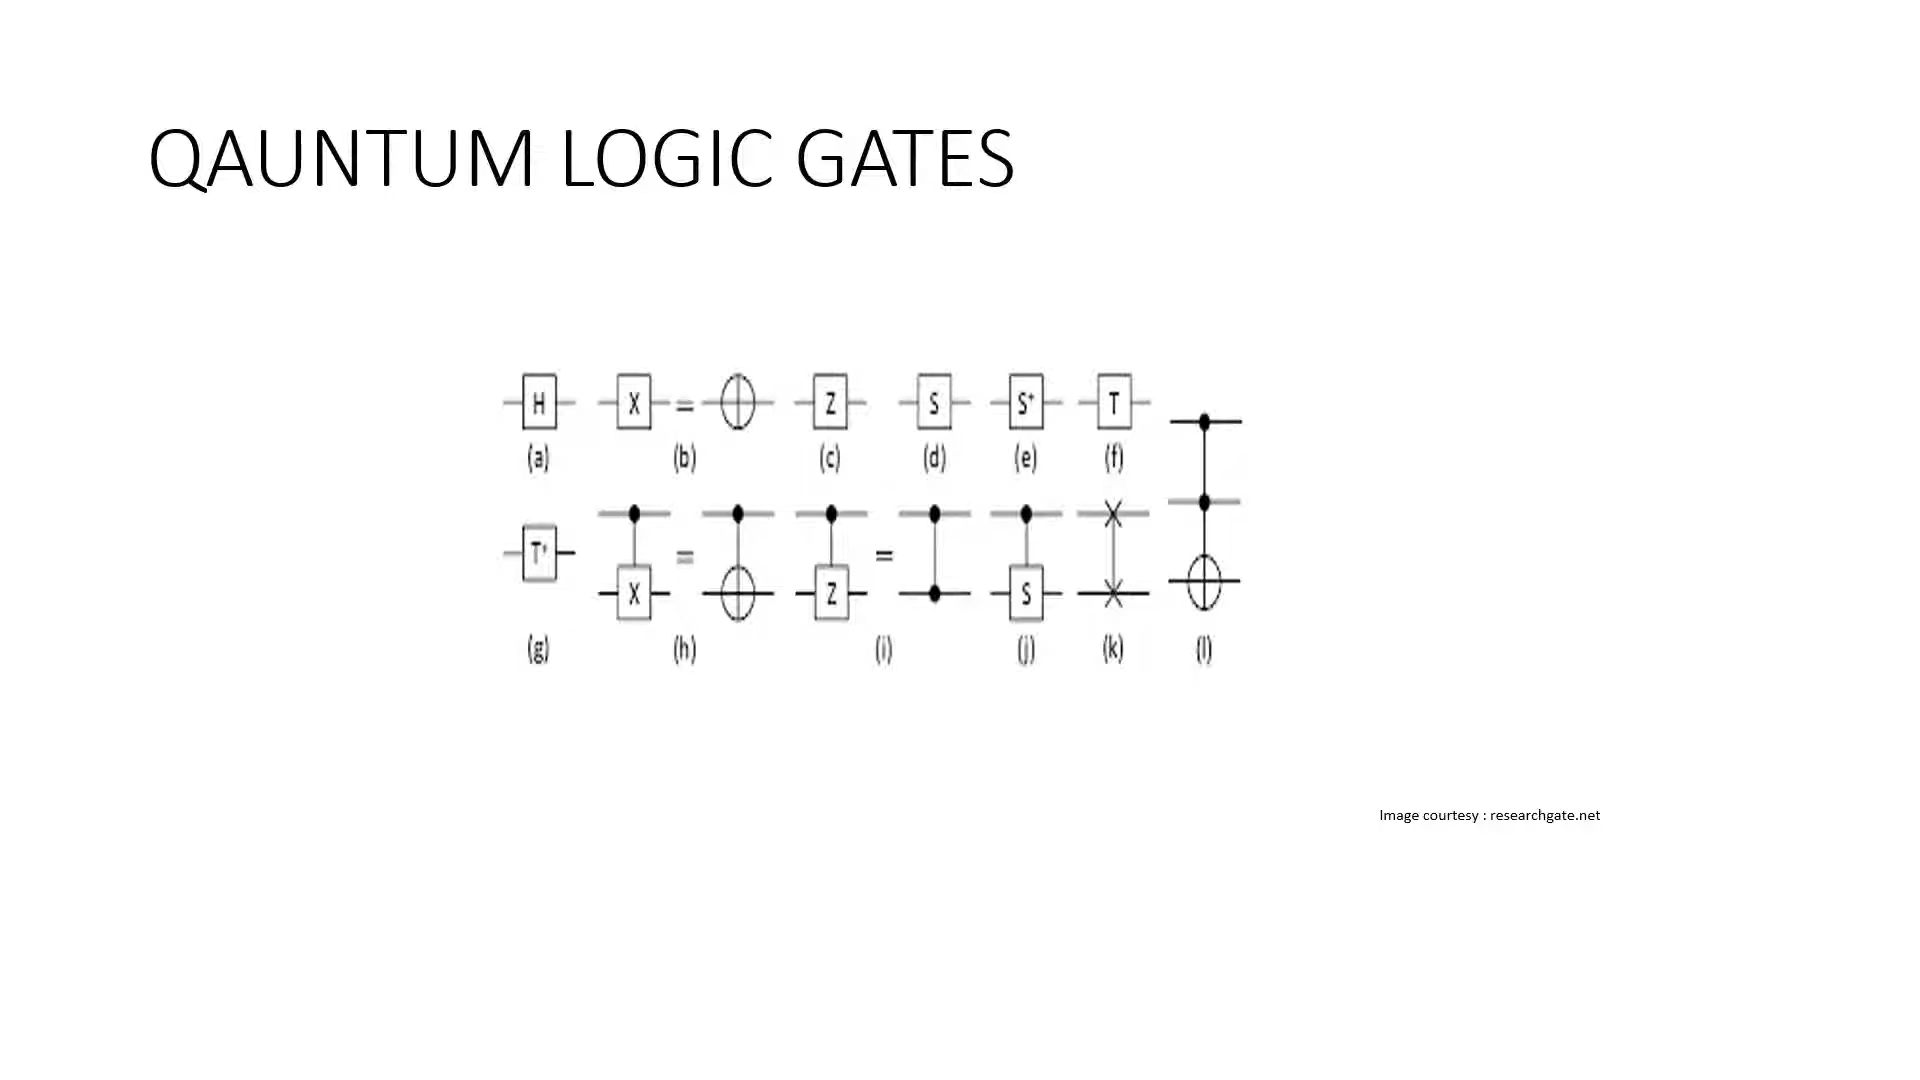 QAUNTUM LOGIC GATES
H X = Z S S⁺ T
(a) (b) (c) (d) (e) (f)
T⁺ = =
X Z S
(g) (h) (i) (j) (k) (l)
Image courtesy : researchgate.net